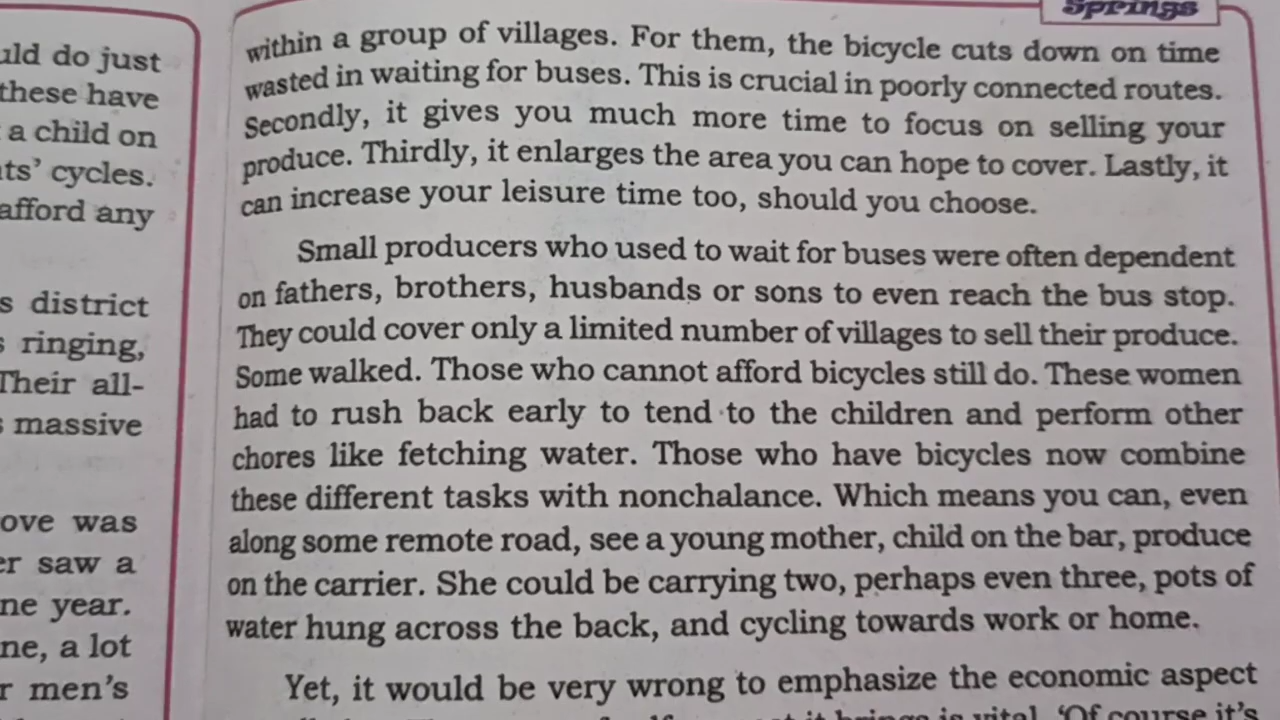 uld do just
these have
a child on
ts' cycles.
afford any
s district
s ringing,
Their all-
s massive
ove was
er saw a
ne year.
ne, a lot
r men's
Springs
within a group of villages. For them, the bicycle cuts down on time
wasted in waiting for buses. This is crucial in poorly connected routes.
Secondly, it gives you much more time to focus on selling your
produce. Thirdly, it enlarges the area you can hope to cover. Lastly, it
can increase your leisure time too, should you choose.
Small producers who used to wait for buses were often dependent
on fathers, brothers, husbands or sons to even reach the bus stop.
They could cover only a limited number of villages to sell their produce.
Some walked. Those who cannot afford bicycles still do. These women
had to rush back early to tend to the children and perform other
chores like fetching water. Those who have bicycles now combine
these different tasks with nonchalance. Which means you can, even
along some remote road, see a young mother, child on the bar, produce
on the carrier. She could be carrying two, perhaps even three, pots of
water hung across the back, and cycling towards work or home.
Yet, it would be very wrong to emphasize the economic aspect
it brings is vital. 'Of course it's